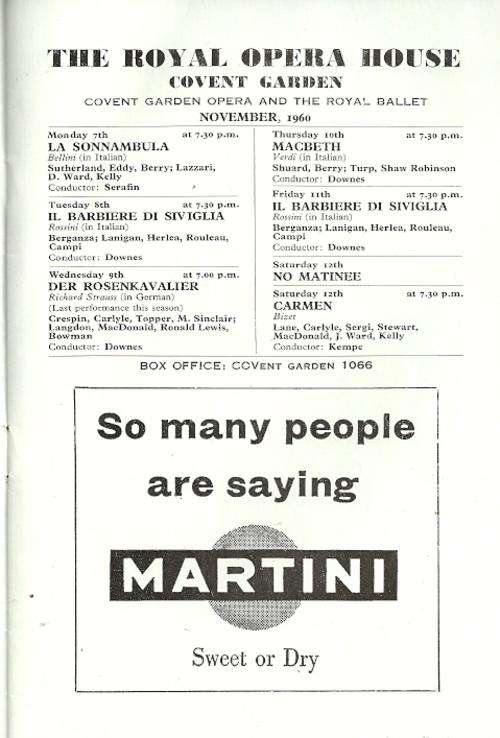 THE ROYAL OPERA HOUSE
COVENT GARDEN
COVENT GARDEN OPERA AND THE ROYAL BALLET
NOVEMBER, 1960
Monday 7th at 7.30 p.m.
LA SONNAMBULA
Bellini (in Italian)
Sutherland, Eddy, Berry; Lazzari,
D. Ward, Kelly
Conductor: Serafin
Tuesday 8th at 7.30 p.m.
IL BARBIERE DI SIVIGLIA
Rossini (in Italian)
Berganza; Lanigan, Herlea, Rouleau,
Campi
Conductor: Downes
Wednesday 9th at 7.00 p.m.
DER ROSENKAVALIER
Richard Strauss (in German)
(Last performance this season)
Crespin, Carlyle, Topper, M. Sinclair;
Langdon, MacDonald, Ronald Lewis,
Bowman
Conductor: Downes
Thursday 10th at 7.30 p.m.
MACBETH
Verdi (in Italian)
Shuard, Berry; Turp, Shaw Robinson
Conductor: Downes
Friday 11th at 7.30 p.m.
IL BARBIERE DI SIVIGLIA
Rossini (in Italian)
Berganza; Lanigan, Herlea, Rouleau,
Campi
Conductor: Downes
Saturday 12th
NO MATINEE
Saturday 12th at 7.30 p.m.
CARMEN
Bizet
Lane, Carlyle, Sergi, Stewart,
MacDonald, J. Ward, Kelly
Conductor: Kempe
BOX OFFICE: COVENT GARDEN 1066
So many people
are saying
MARTINI
Sweet or Dry